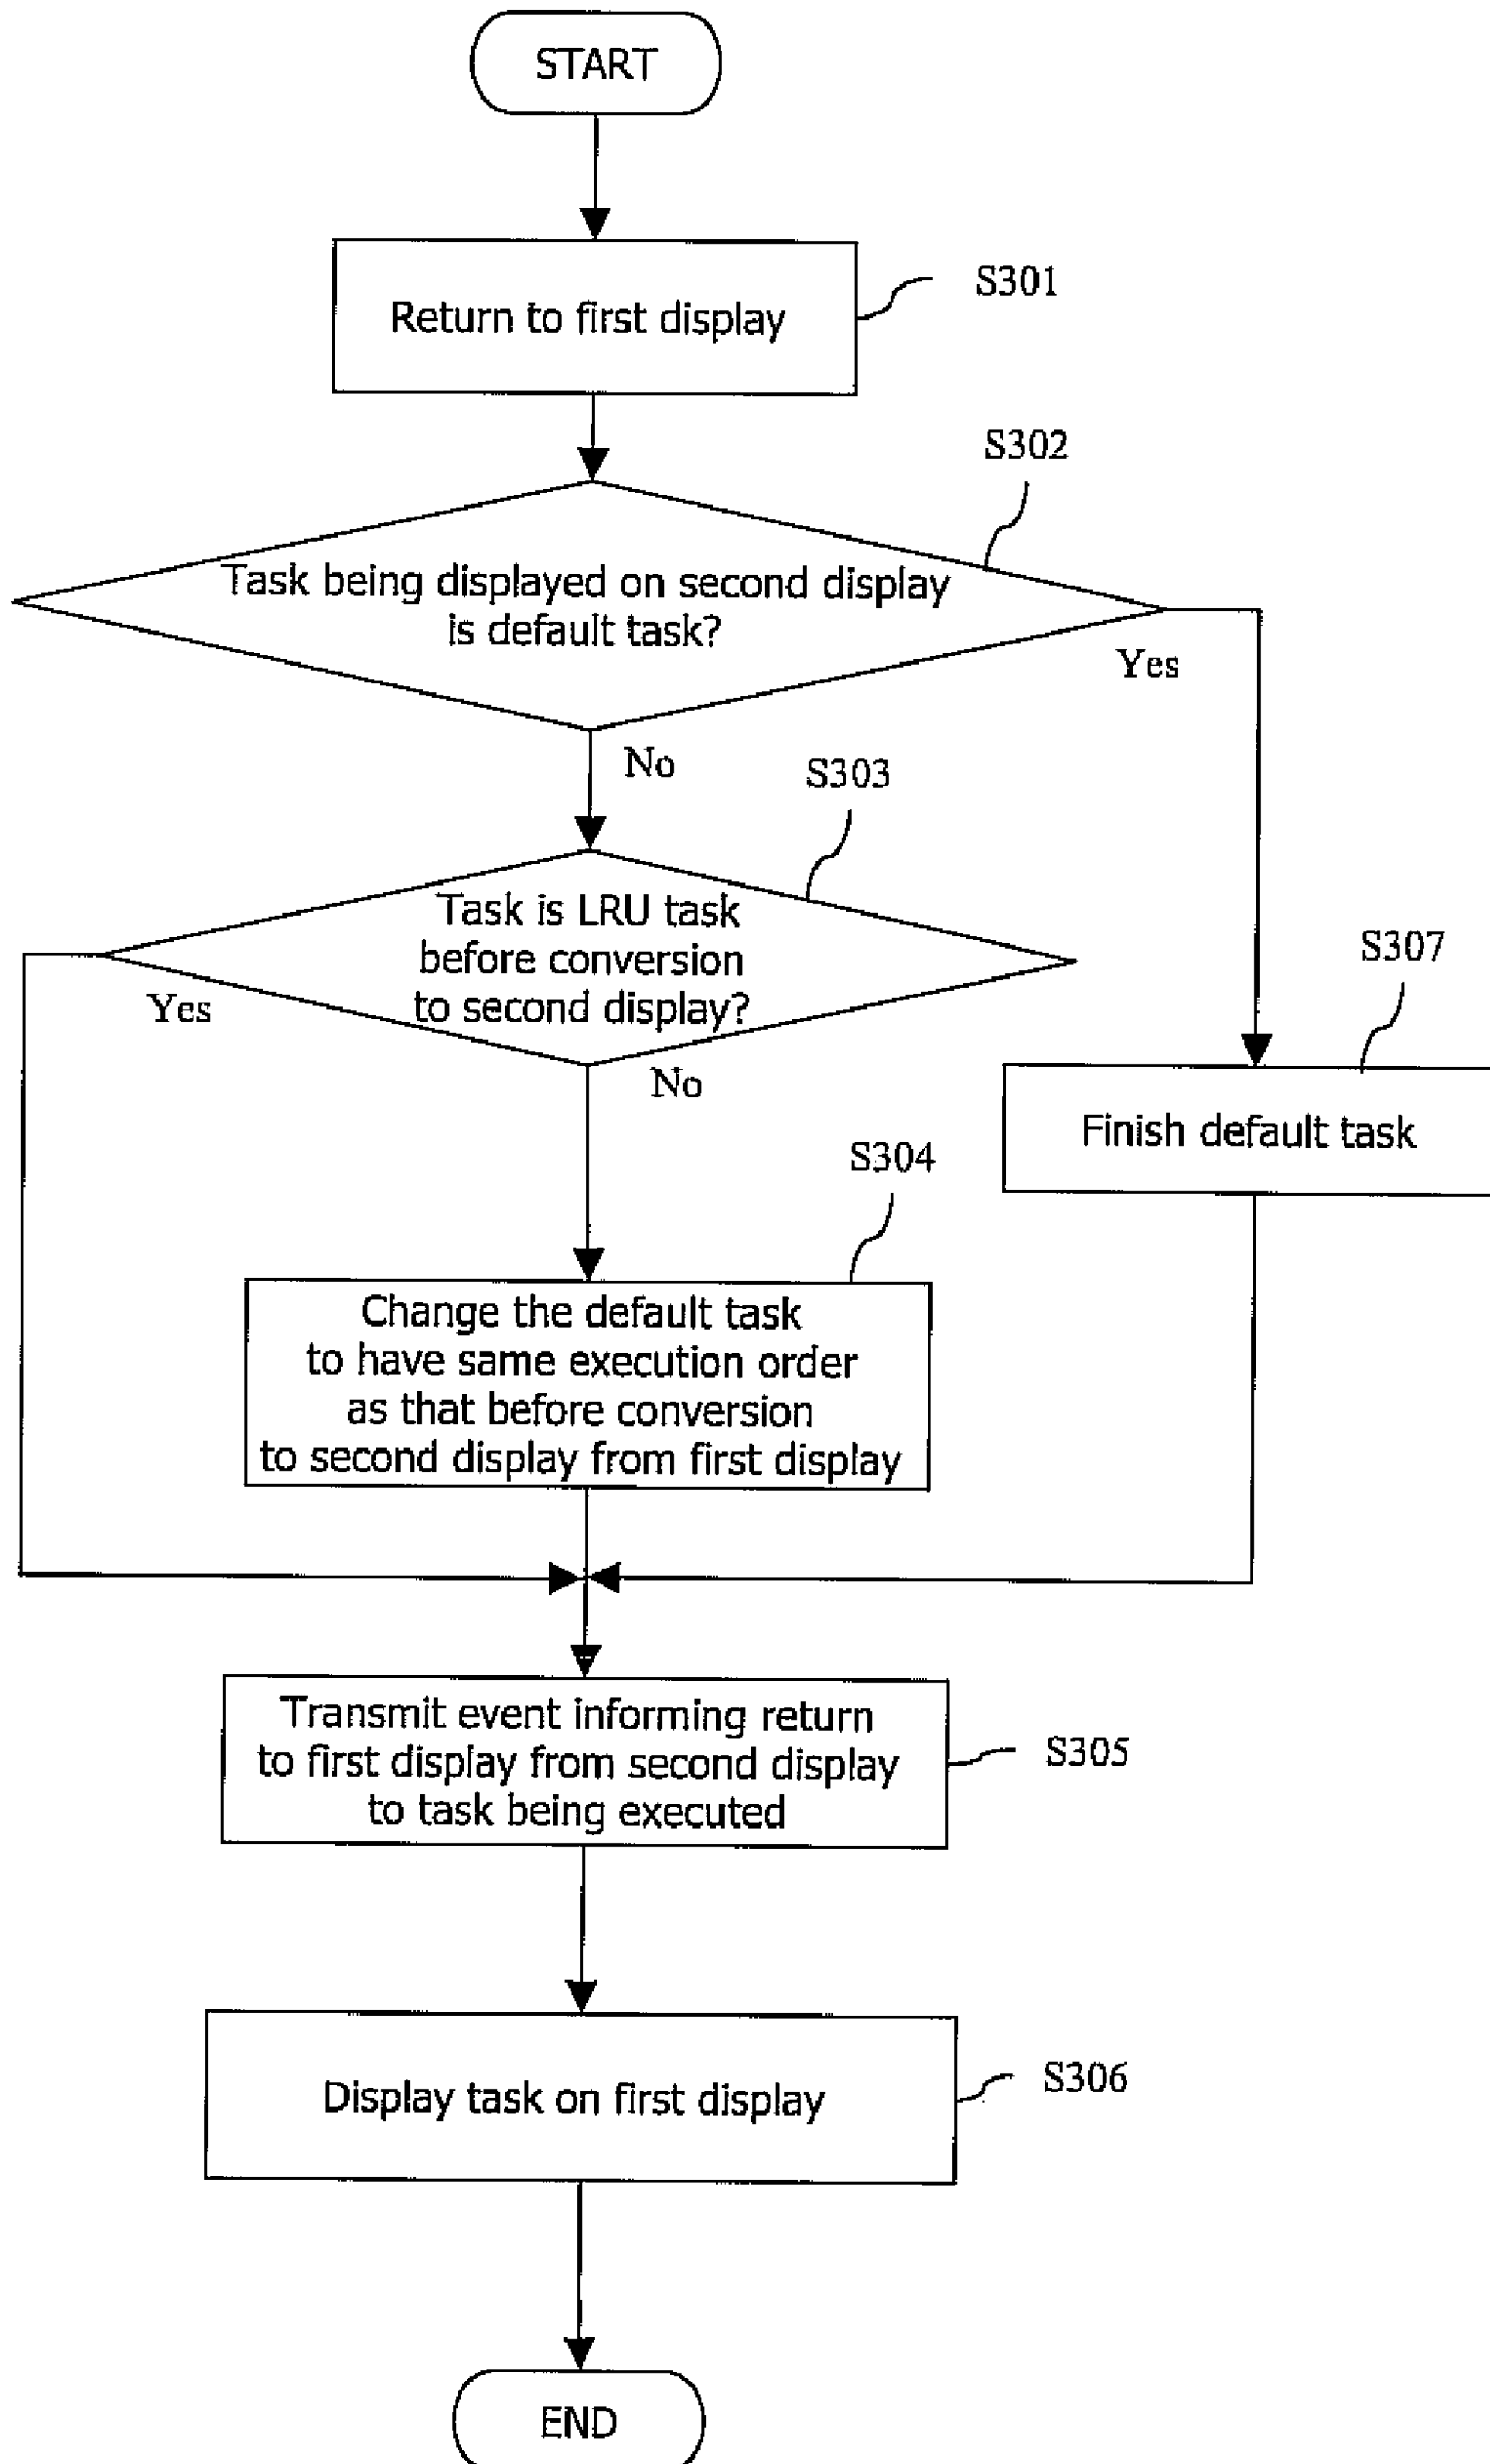 START
Return to first display
S301
S302
Task being displayed on second display
is default task?
Yes
No
S303
Task is LRU task
before conversion
to second display?
Yes
No
S307
Finish default task
S304
Change the default task
to have same execution order
as that before conversion
to second display from first display
Transmit event informing return
to first display from second display
to task being executed
S305
Display task on first display
S306
END